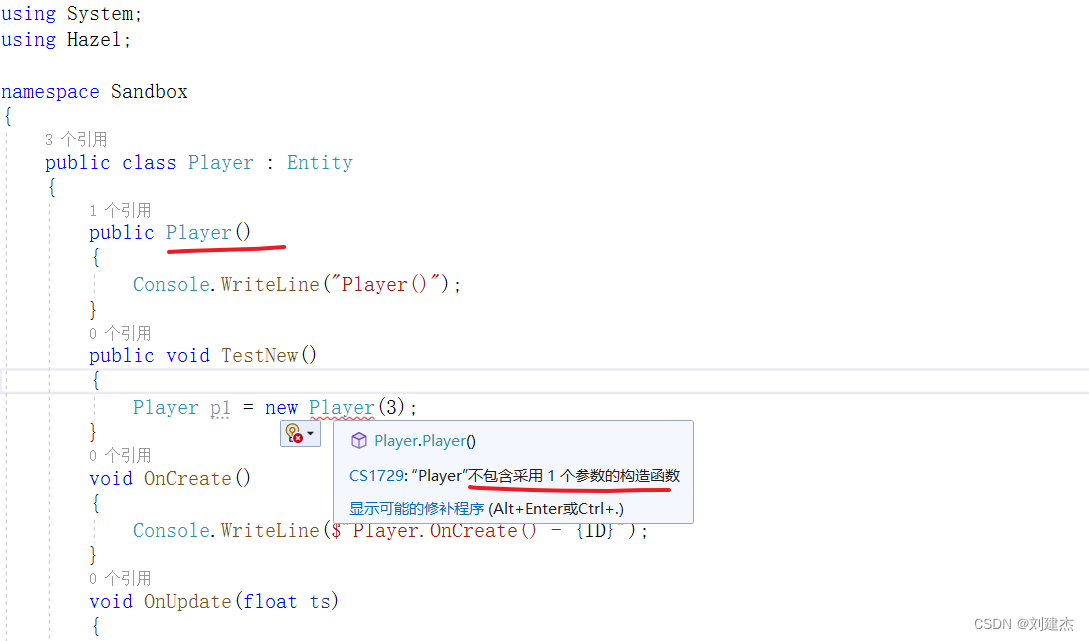 using System;
using Hazel;
namespace Sandbox
{
3 个引用
public class Player : Entity
{
1 个引用
public Player()
{
Console.WriteLine("Player()");
}
0 个引用
public void TestNew()
{
Player pl = new Player(3);
}
Player.Player()
CS1729: “Player”不包含采用 1 个参数的构造函数
显示可能的修补程序 (Alt+Enter或Ctrl+.)
0 个引用
void OnCreate()
{
Console.WriteLine($"Player.OnCreate() - {ID}");
}
0 个引用
void OnUpdate(float ts)
{
CSDN @刘建杰